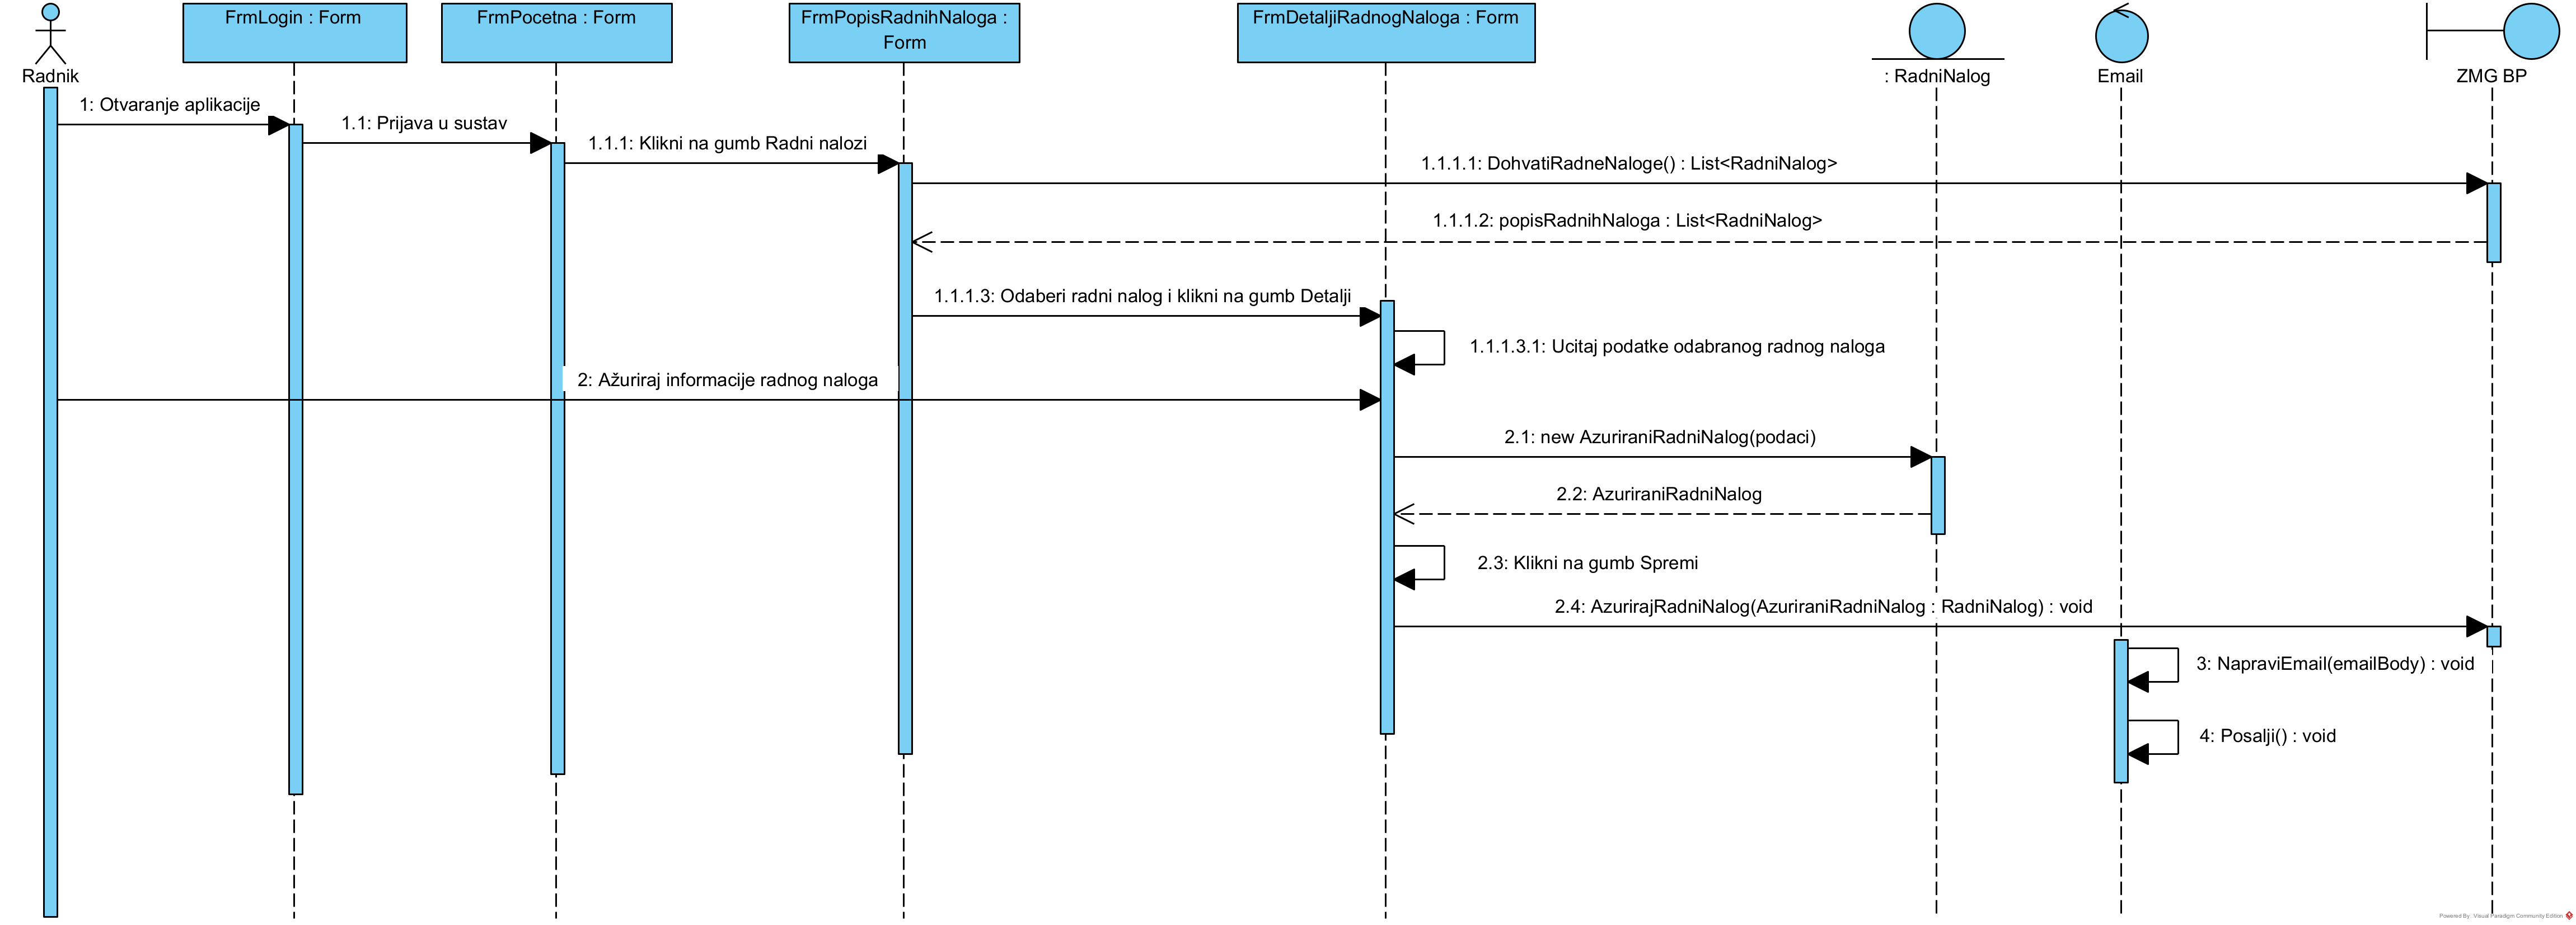 FrmLogin : Form
FrmPocetna : Form
FrmPopisRadnihNaloga :
Form
FrmDetaljiRadnogNaloga : Form
Radnik
: RadniNalog
Email
ZMG BP
1: Otvaranje aplikacije
1.1: Prijava u sustav
1.1.1: Klikni na gumb Radni nalozi
1.1.1.1: DohvatiRadneNaloge() : List<RadniNalog>
1.1.1.2: popisRadnihNaloga : List<RadniNalog>
1.1.1.3: Odaberi radni nalog i klikni na gumb Detalji
1.1.1.3.1: Ucitaj podatke odabranog radnog naloga
2: Ažuriraj informacije radnog naloga
2.1: new AzuriraniRadniNalog(podaci)
2.2: AzuriraniRadniNalog
2.3: Klikni na gumb Spremi
2.4: AzurirajRadniNalog(AzuriraniRadniNalog : RadniNalog) : void
3: NapraviEmail(emailBody) : void
4: Posalji() : void
Powered By: Visual Paradigm Community Edition